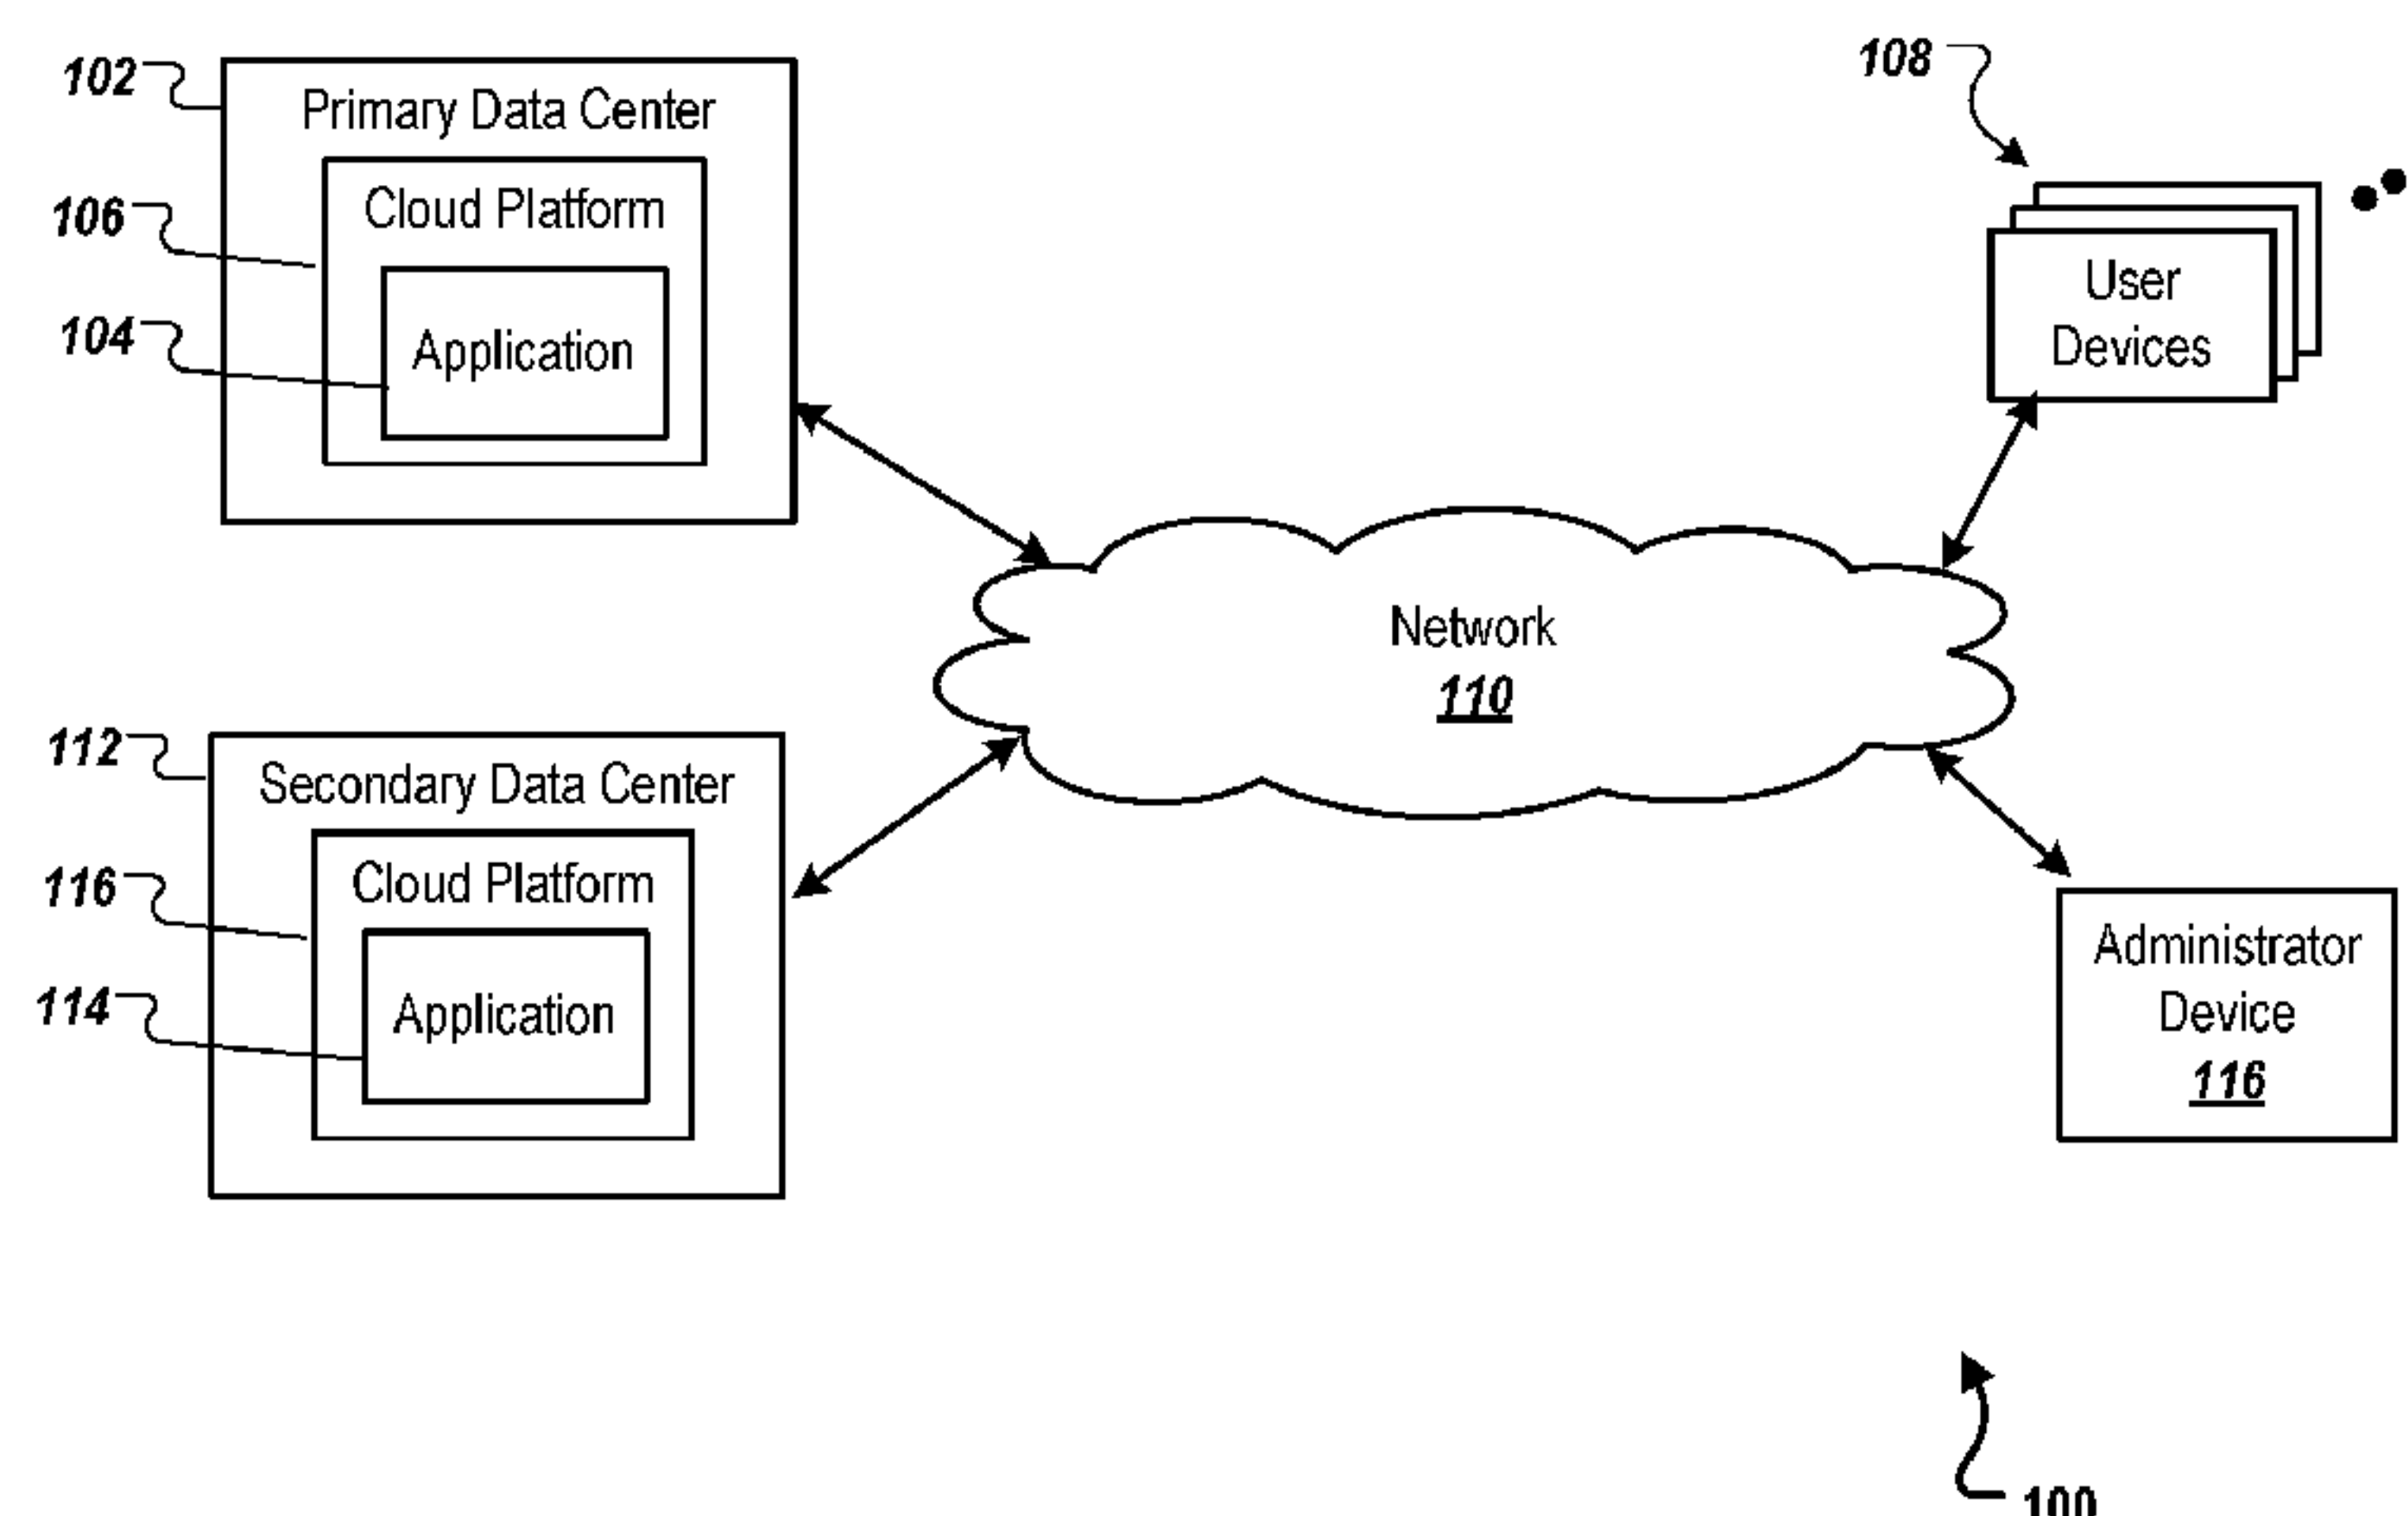 102
Primary Data Center
106
Cloud Platform
104
Application
108
User
Devices
Network
110
112
Secondary Data Center
116
Cloud Platform
114
Application
Administrator
Device
116
100